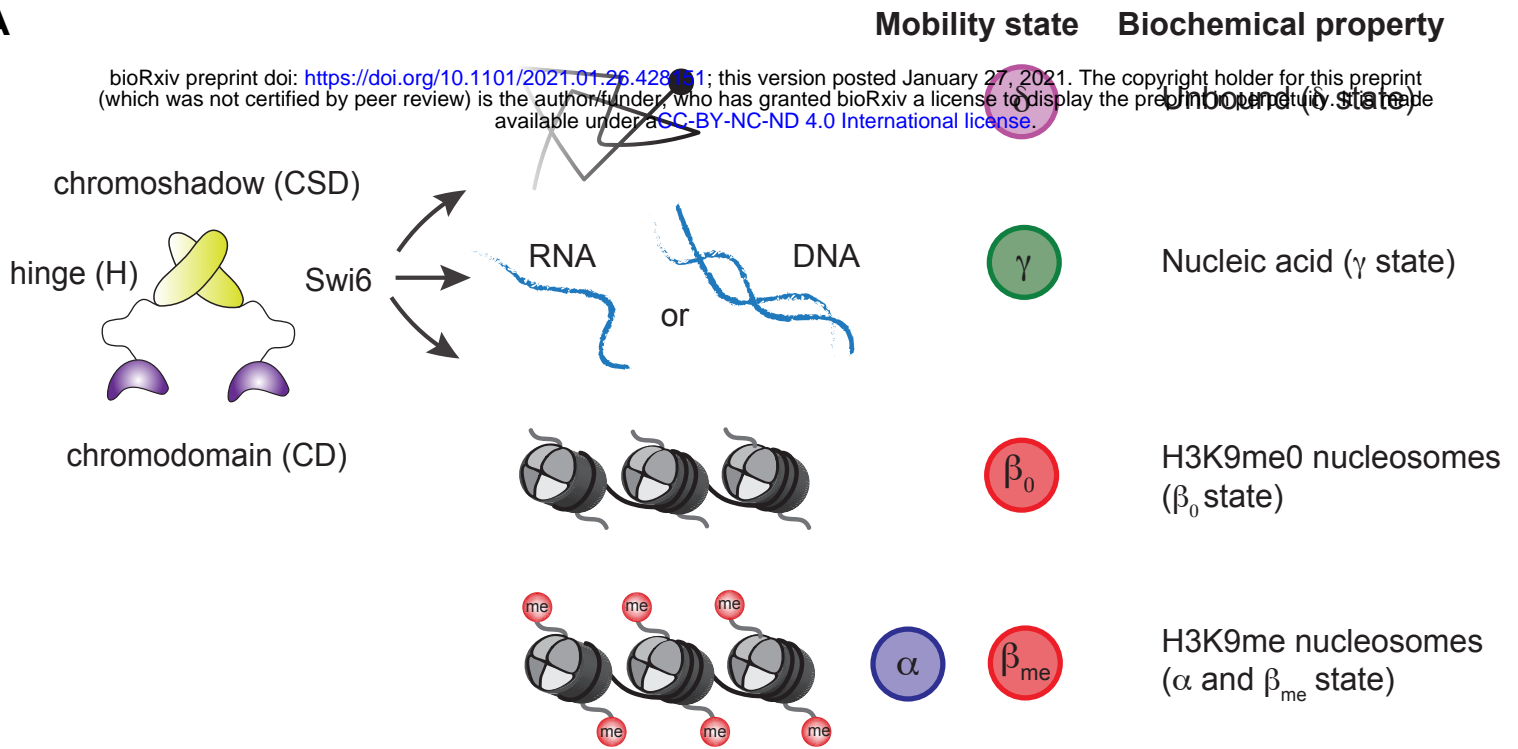 A
Mobility state Biochemical property
bioRxiv preprint doi: https://doi.org/10.1101/2021.01.26.428151; this version posted January 27, 2021. The copyright holder for this preprint
(which was not certified by peer review) is the author/funder, who has granted bioRxiv a license to display the preprint in perpetuity. It is made
available under aCC-BY-NC-ND 4.0 International license.
δ Unbound (δ state)
chromoshadow (CSD)
hinge (H)
Swi6
RNA
or
DNA
γ Nucleic acid (γ state)
chromodomain (CD)
β0 H3K9me0 nucleosomes
(β0 state)
me me me
α βme H3K9me nucleosomes
(α and βme state)
me me me